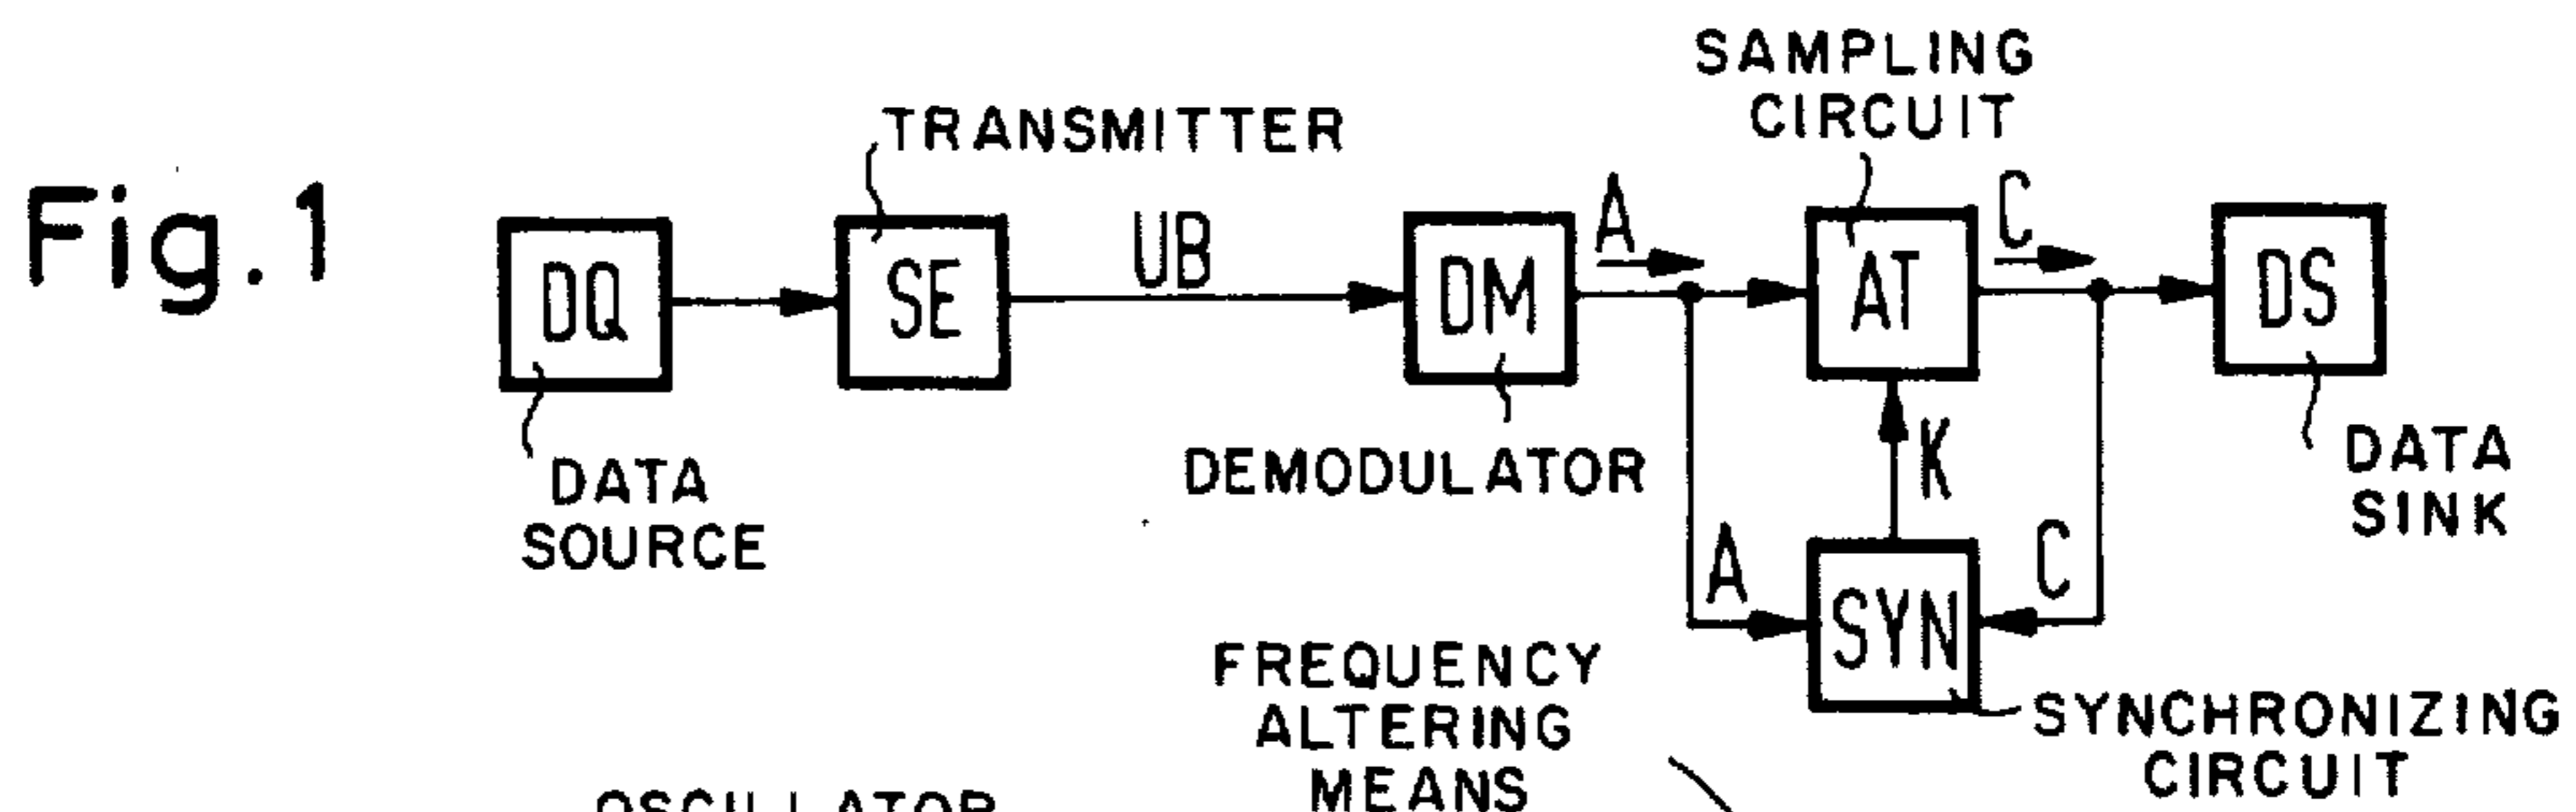 Fig.1
TRANSMITTER
SAMPLING
CIRCUIT
DQ
SE
UB
DM
A
AT
C
DS
DATA
SOURCE
DEMODULATOR
K
DATA
SINK
A
SYN
C
FREQUENCY
ALTERING
MEANS
SYNCHRONIZING
CIRCUIT
OSCILLATOR